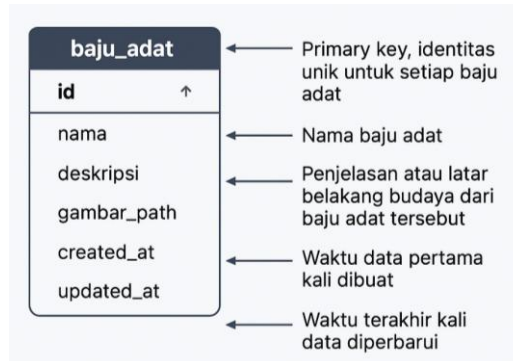 baju_adat
id ↑
nama
deskripsi
gambar_path
created_at
updated_at
Primary key, identitas
unik untuk setiap baju
adat
Nama baju adat
Penjelasan atau latar
belakang budaya dari
baju adat tersebut
Waktu data pertama
kali dibuat
Waktu terakhir kali
data diperbarui